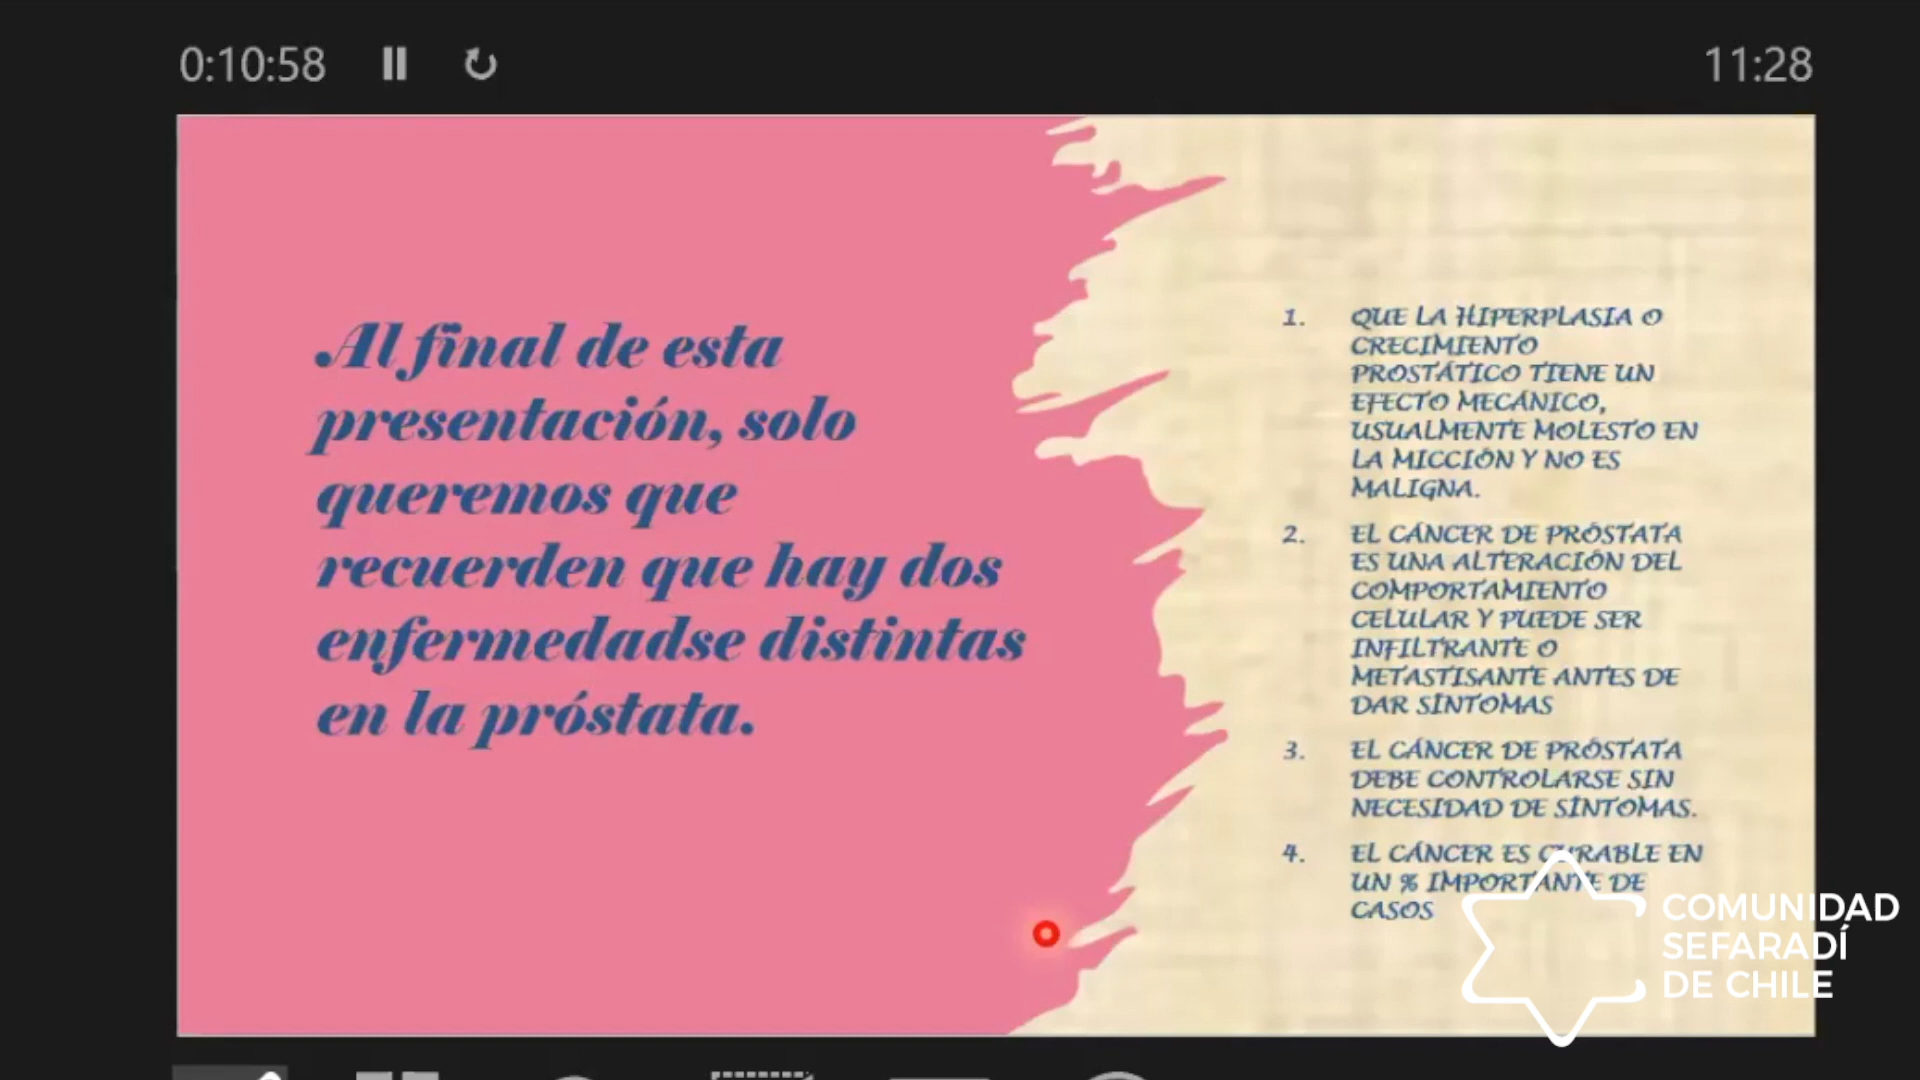 0:10:58
11:28
Al final de esta
presentación, solo
queremos que
recuerden que hay dos
enfermedadse distintas
en la próstata.
1. QUE LA HIPERPLASIA O
CRECIMIENTO
PROSTÁTICO TIENE UN
EFECTO MECÁNICO,
USUALMENTE MOLESTO EN
LA MICCIÓN Y NO ES
MALIGNA.
2. EL CÁNCER DE PRÓSTATA
ES UNA ALTERACIÓN DEL
COMPORTAMIENTO
CELULAR Y PUEDE SER
INFILTRANTE O
METASTISANTE ANTES DE
DAR SÍNTOMAS
3. EL CÁNCER DE PRÓSTATA
DEBE CONTROLARSE SIN
NECESIDAD DE SÍNTOMAS.
4. EL CÁNCER ES CURABLE EN
UN % IMPORTANTE DE
CASOS
COMUNIDAD
SEFARADÍ
DE CHILE